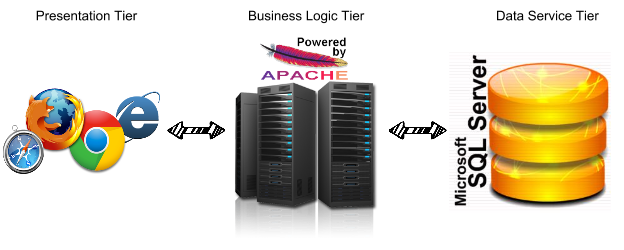 Presentation Tier
Business Logic Tier
Data Service Tier
Powered
by
APACHE
Microsoft
SQL Server